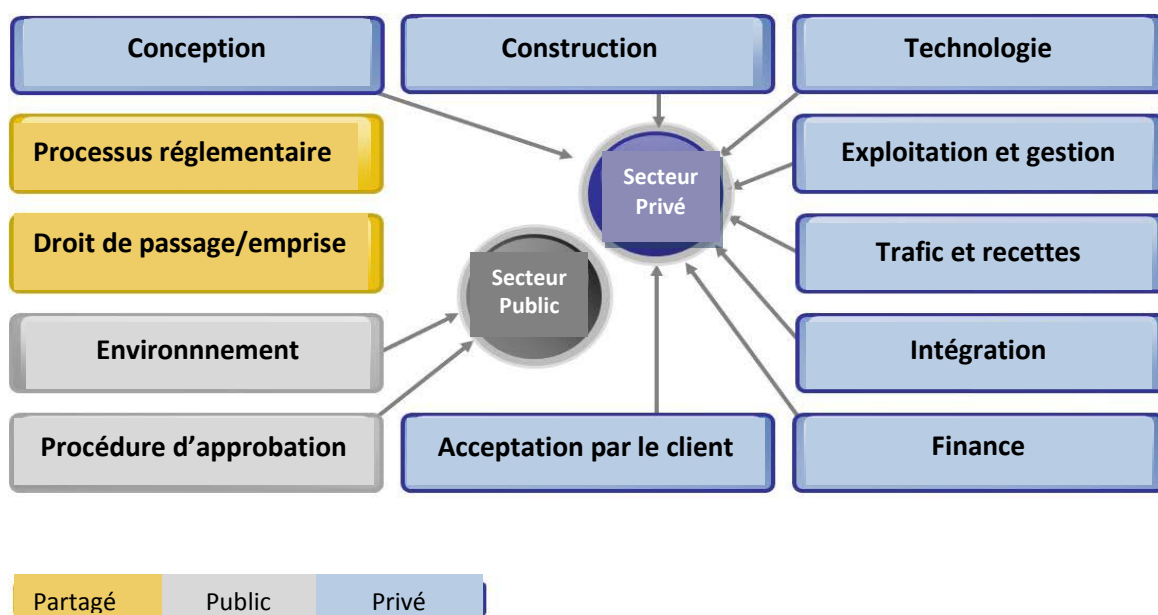 Conception
Construction
Technologie
Processus réglementaire
Secteur
Privé
Exploitation et gestion
Droit de passage/emprise
Secteur
Public
Trafic et recettes
Environnnement
Intégration
Procédure d’approbation
Acceptation par le client
Finance
Partagé
Public
Privé